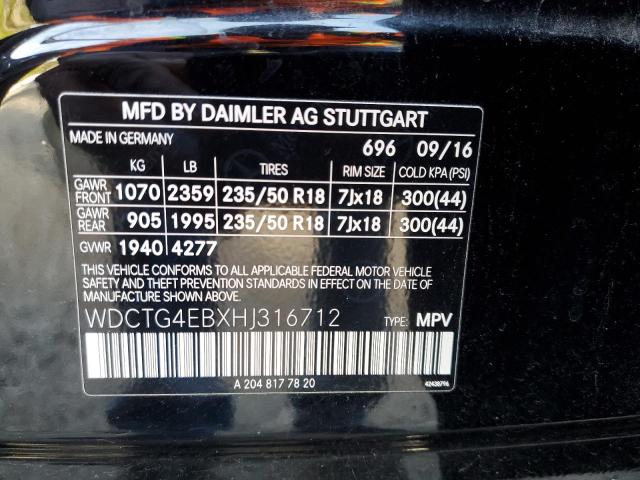 MFD BY DAIMLER AG STUTTGART
MADE IN GERMANY 696 09/16
KG LB TIRES RIM SIZE COLD KPA (PSI)
GAWR FRONT 1070 2359 235/50 R18 7Jx18 300(44)
GAWR REAR 905 1995 235/50 R18 7Jx18 300(44)
GVWR 1940 4277
THIS VEHICLE CONFORMS TO ALL APPLICABLE FEDERAL MOTOR VEHICLE
SAFETY AND THEFT PREVENTION STANDARDS IN EFFECT ON THE DATE OF
MANUFACTURE SHOWN ABOVE.
WDCTG4EBXHJ316712 TYPE: MPV
A 204 817 78 20 42438796